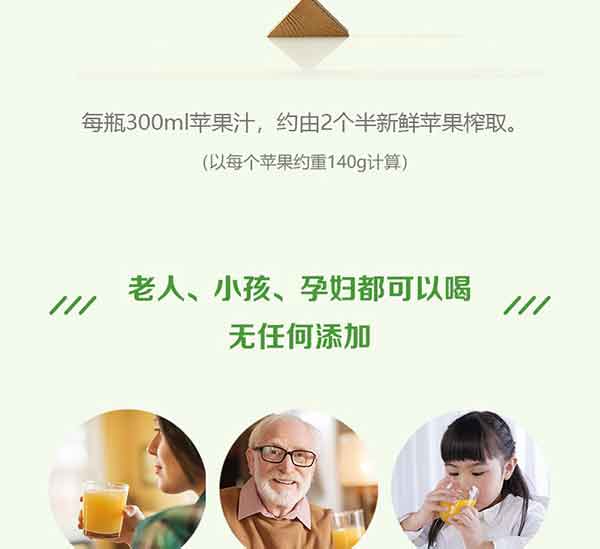 每瓶300ml苹果汁，约由2个半新鲜苹果榨取。
（以每个苹果约重140g计算）
老人、小孩、孕妇都可以喝
无任何添加